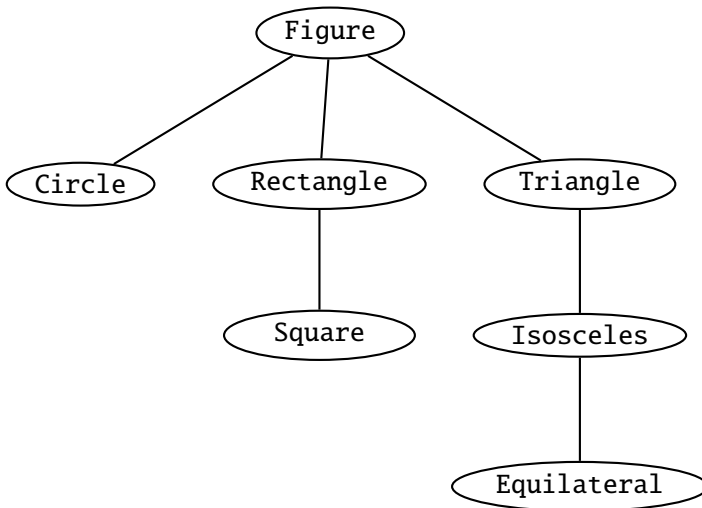 Figure
Circle
Rectangle
Triangle
Square
Isosceles
Equilateral